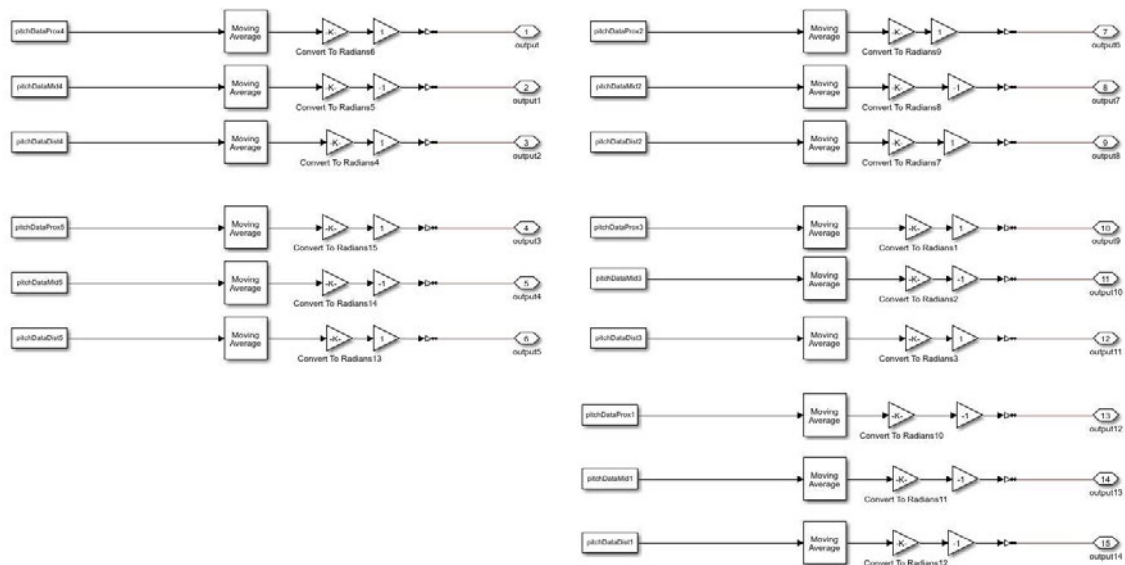 pitchDataProx4
Moving
Average
-K-
1
1
Convert To Radians6
output
pitchDataMid4
Moving
Average
-K-
-1
2
Convert To Radians5
output1
pitchDataDist4
Moving
Average
-K-
1
3
Convert To Radians4
output2
pitchDataProx5
Moving
Average
-K-
1
4
Convert To Radians15
output3
pitchDataMid5
Moving
Average
-K-
-1
5
Convert To Radians14
output4
pitchDataDist5
Moving
Average
-K-
1
6
Convert To Radians13
output5
pitchDataProx2
Moving
Average
-K-
1
7
Convert To Radians9
output6
pitchDataMid2
Moving
Average
-K-
-1
8
Convert To Radians8
output7
pitchDataDist2
Moving
Average
-K-
1
9
Convert To Radians7
output8
pitchDataProx3
Moving
Average
-K-
1
10
Convert To Radians1
output9
pitchDataMid3
Moving
Average
-K-
-1
11
Convert To Radians2
output10
pitchDataDist3
Moving
Average
-K-
1
12
Convert To Radians3
output11
pitchDataProx1
Moving
Average
-K-
-1
13
Convert To Radians10
output12
pitchDataMid1
Moving
Average
-K-
-1
14
Convert To Radians11
output13
pitchDataDist1
Moving
Average
-K-
-1
15
Convert To Radians12
output14